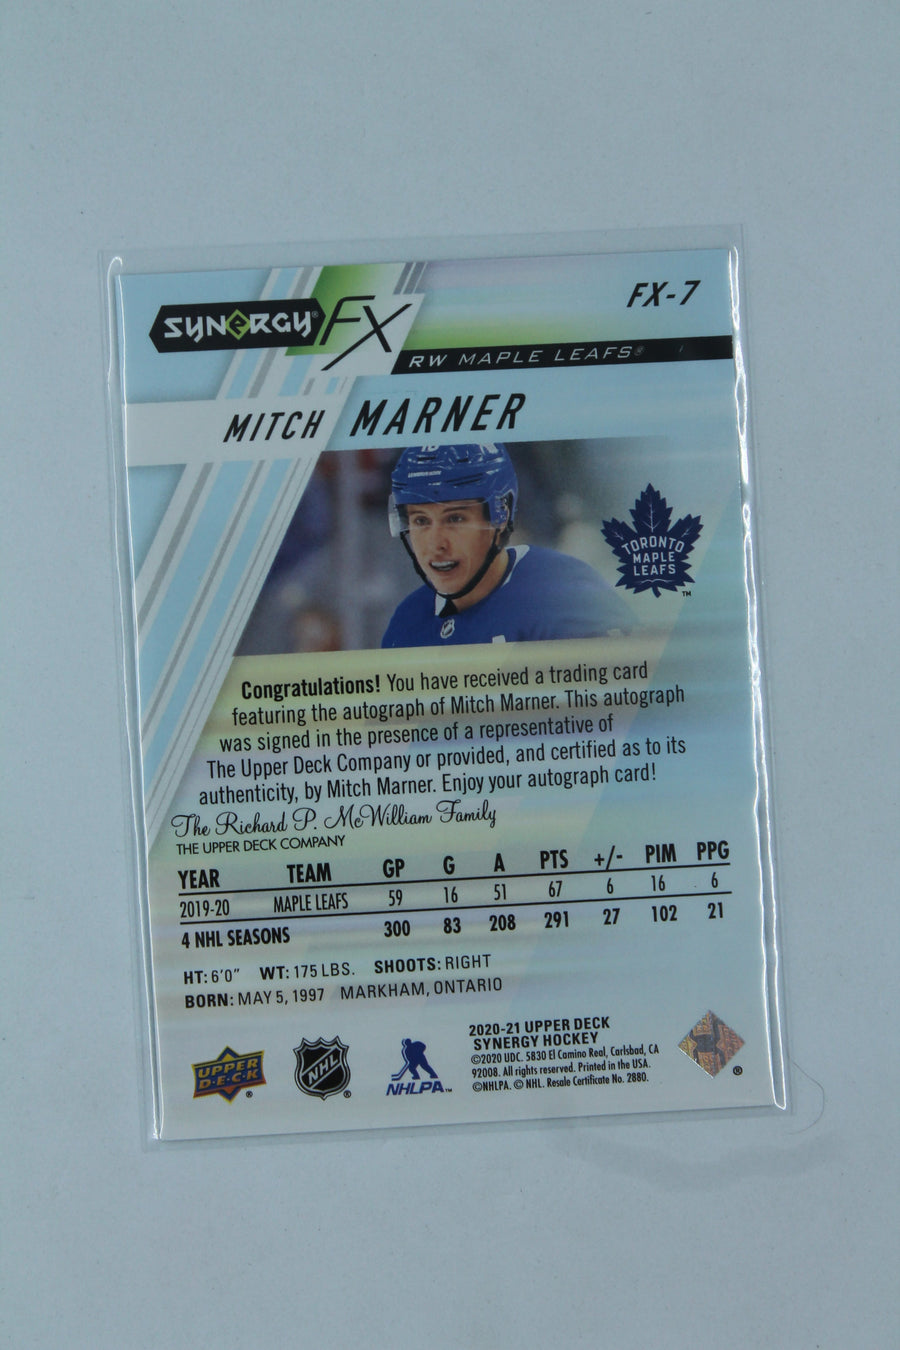 SYNERGY® FX
FX-7
RW MAPLE LEAFS®
MITCH MARNER
TORONTO
MAPLE
LEAFS
™
Congratulations! You have received a trading card
featuring the autograph of Mitch Marner. This autograph
was signed in the presence of a representative of
The Upper Deck Company or provided, and certified as to its
authenticity, by Mitch Marner. Enjoy your autograph card!
The Richard P. McWilliam Family
THE UPPER DECK COMPANY
YEAR TEAM GP G A PTS +/- PIM PPG
2019-20 MAPLE LEAFS 59 16 51 67 6 16 6
4 NHL SEASONS 300 83 208 291 27 102 21
HT: 6'0" WT: 175 LBS. SHOOTS: RIGHT
BORN: MAY 5, 1997 MARKHAM, ONTARIO
UPPER
D·E·C·K ®
NHL ®
NHLPA™
2020-21 UPPER DECK
SYNERGY HOCKEY
©2020 UDC. 5830 El Camino Real, Carlsbad, CA
92008. All rights reserved. Printed in the USA.
©NHLPA. © NHL. Resale Certificate No. 2880.
®